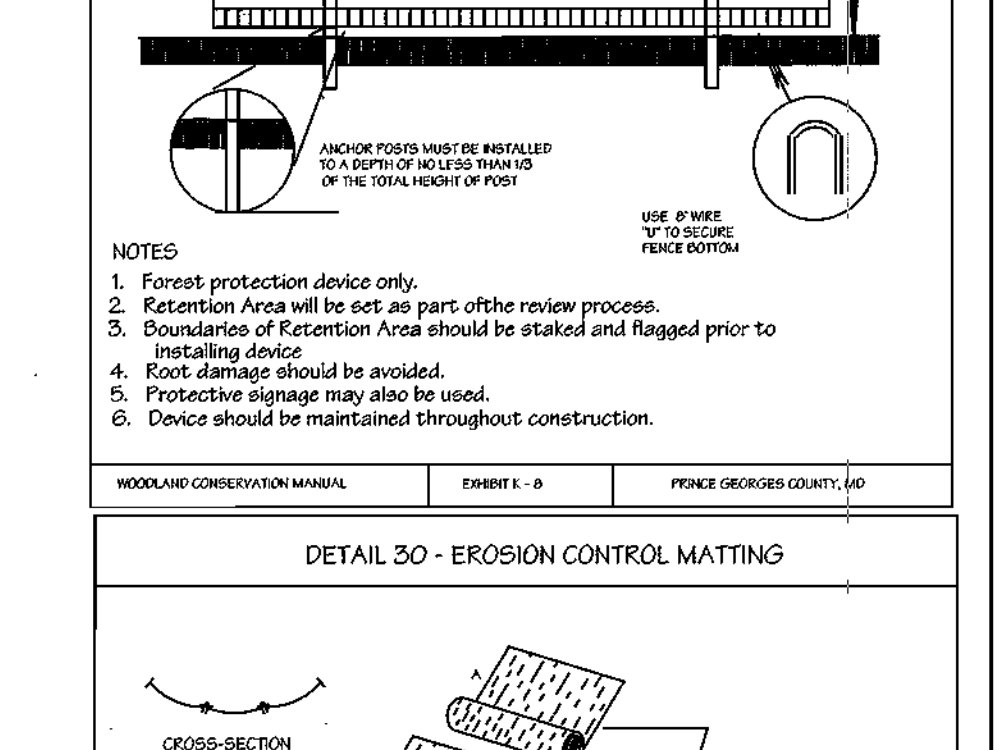 ANCHOR POSTS MUST BE INSTALLED
TO A DEPTH OF NO LESS THAN 1/3
OF THE TOTAL HEIGHT OF POST
USE 8" WIRE
"U" TO SECURE
FENCE BOTTOM
NOTES
1. Forest protection device only.
2. Retention Area will be set as part ofthe review process.
3. Boundaries of Retention Area should be staked and flagged prior to
installing device
4. Root damage should be avoided.
5. Protective signage may also be used.
6. Device should be maintained throughout construction.
WOODLAND CONSERVATION MANUAL
EXHIBIT K - 8
PRINCE GEORGES COUNTY, MD
DETAIL 30 - EROSION CONTROL MATTING
A
CROSS-SECTION